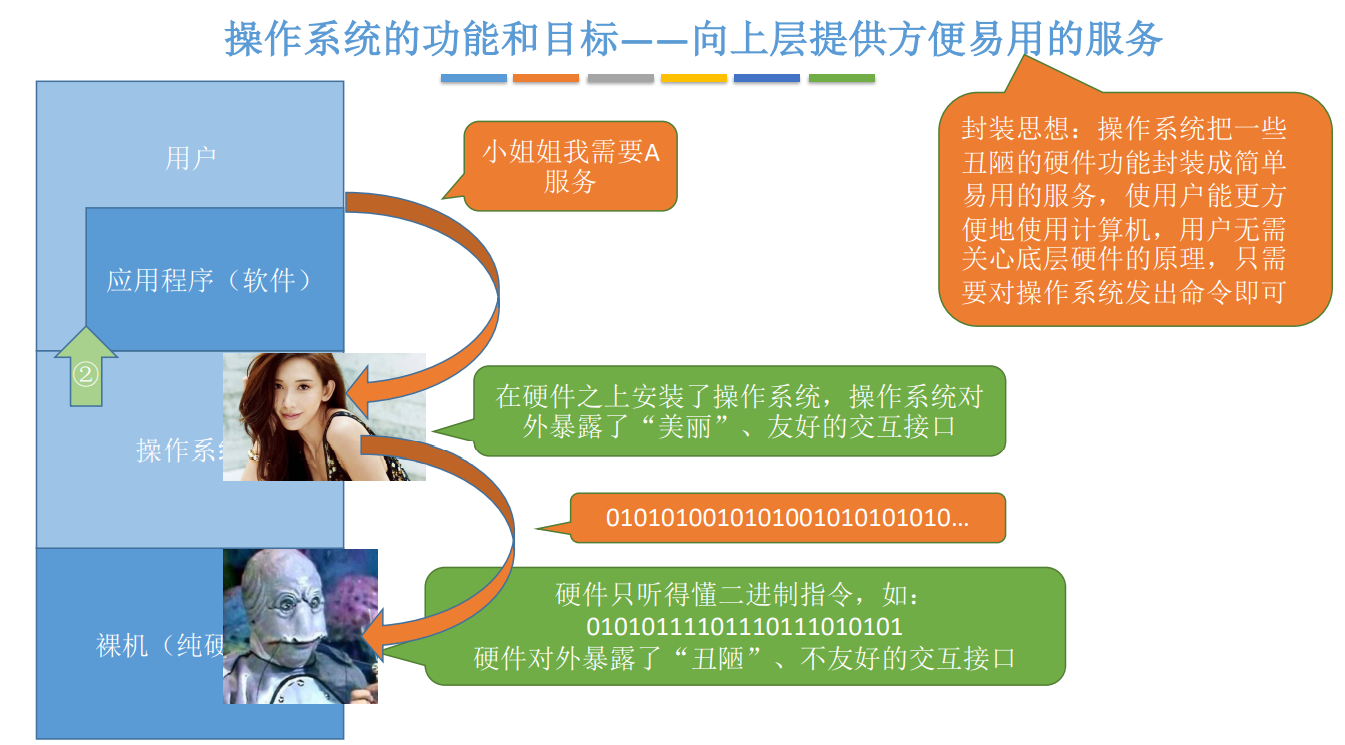 操作系统的功能和目标——向上层提供方便易用的服务
用户
应用程序（软件）
②
操作系
裸机（纯硬
小姐姐我需要A
服务
封装思想：操作系统把一些
丑陋的硬件功能封装成简单
易用的服务，使用户能更方
便地使用计算机，用户无需
关心底层硬件的原理，只需
要对操作系统发出命令即可
在硬件之上安装了操作系统，操作系统对
外暴露了“美丽”、友好的交互接口
0101010010101001010101010…
硬件只听得懂二进制指令，如：
01010111101110111010101
硬件对外暴露了“丑陋”、不友好的交互接口